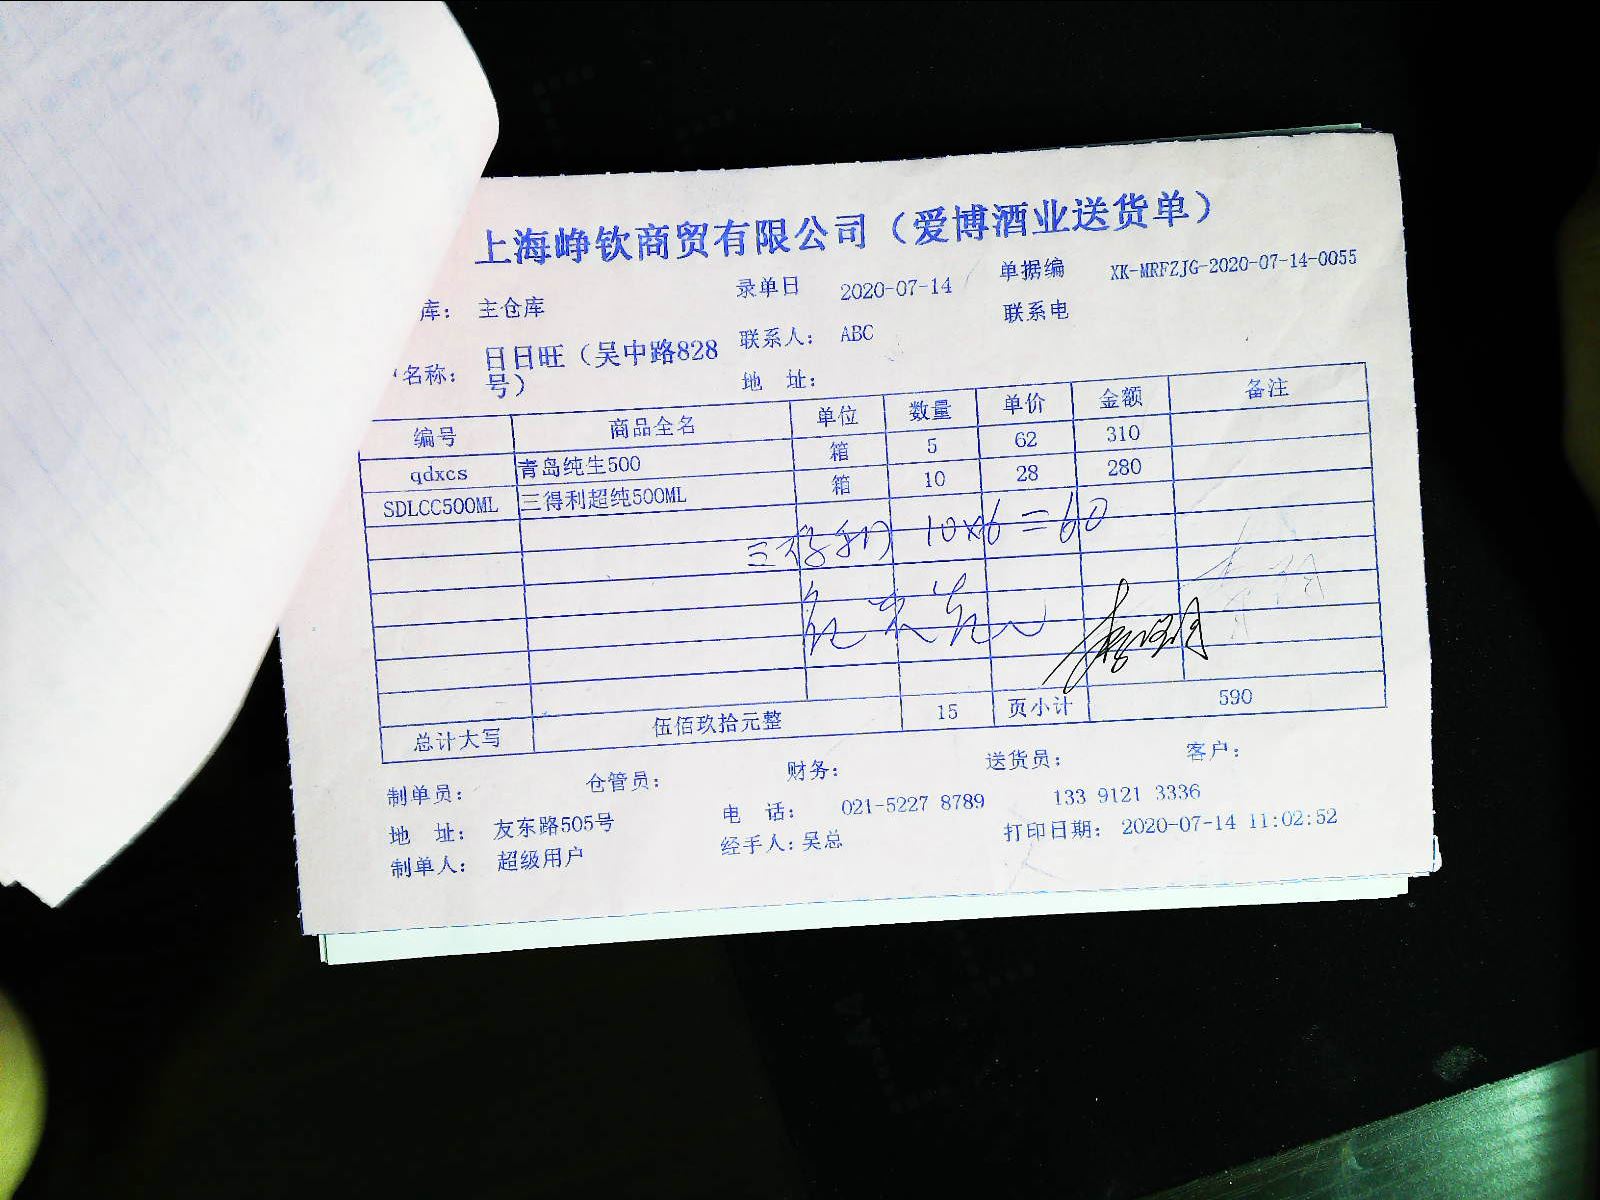 上海峥钦商贸有限公司（爱博酒业送货单）
库： 主仓库 录单日 2020-07-14 单据编 XK-MRFZJG-2020-07-14-0055
名称： 日日旺（吴中路828号） 联系人： ABC 联系电
地 址：
编号 商品全名 单位 数量 单价 金额 备注
qdxcs 青岛纯生500 箱 5 62 310
SDLCC500ML 三得利超纯500ML 箱 10 28 280
三得利 10×6=60
总计大写 伍佰玖拾元整 15 页小计 590
制单员： 仓管员： 财务： 送货员： 客户：
地 址： 友东路505号 电 话： 021-5227 8789 133 9121 3336
制单人： 超级用户 经手人：吴总 打印日期： 2020-07-14 11:02:52